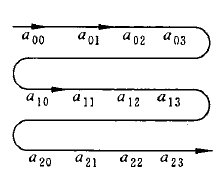 a₀₀ a₀₁ a₀₂ a₀₃
a₁₀ a₁₁ a₁₂ a₁₃
a₂₀ a₂₁ a₂₂ a₂₃